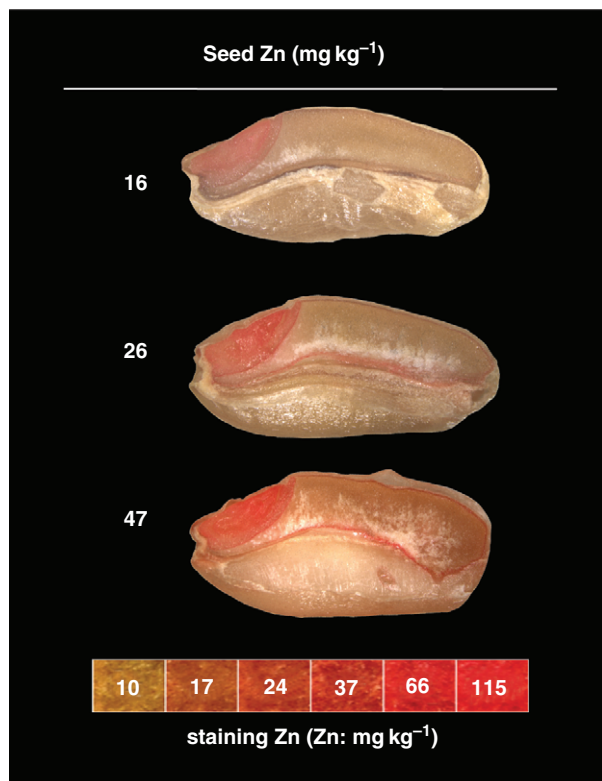 Seed Zn (mg kg⁻¹)
16
26
47
10 17 24 37 66 115
staining Zn (Zn: mg kg⁻¹)